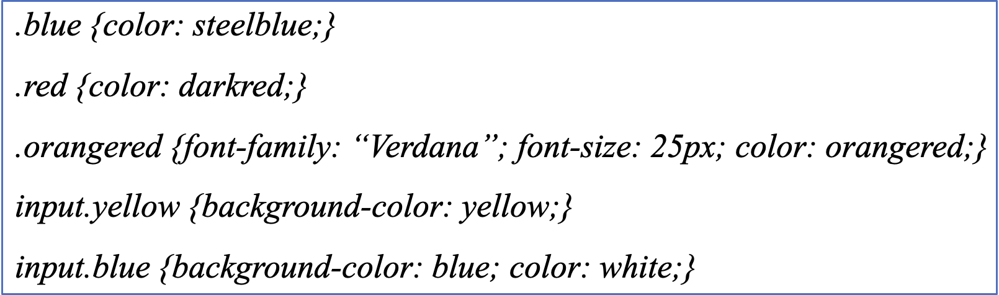 .blue {color: steelblue;}
.red {color: darkred;}
.orangered {font-family: “Verdana”; font-size: 25px; color: orangered;}
input.yellow {background-color: yellow;}
input.blue {background-color: blue; color: white;}